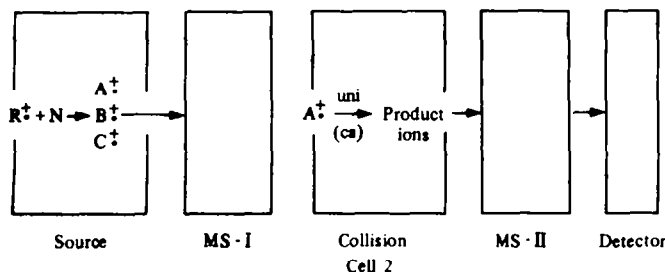 A+•
R+• + N → B+•
C+•
A+• uni → (ca) Product ions
Source
MS - I
Collision
Cell 2
MS - II
Detector